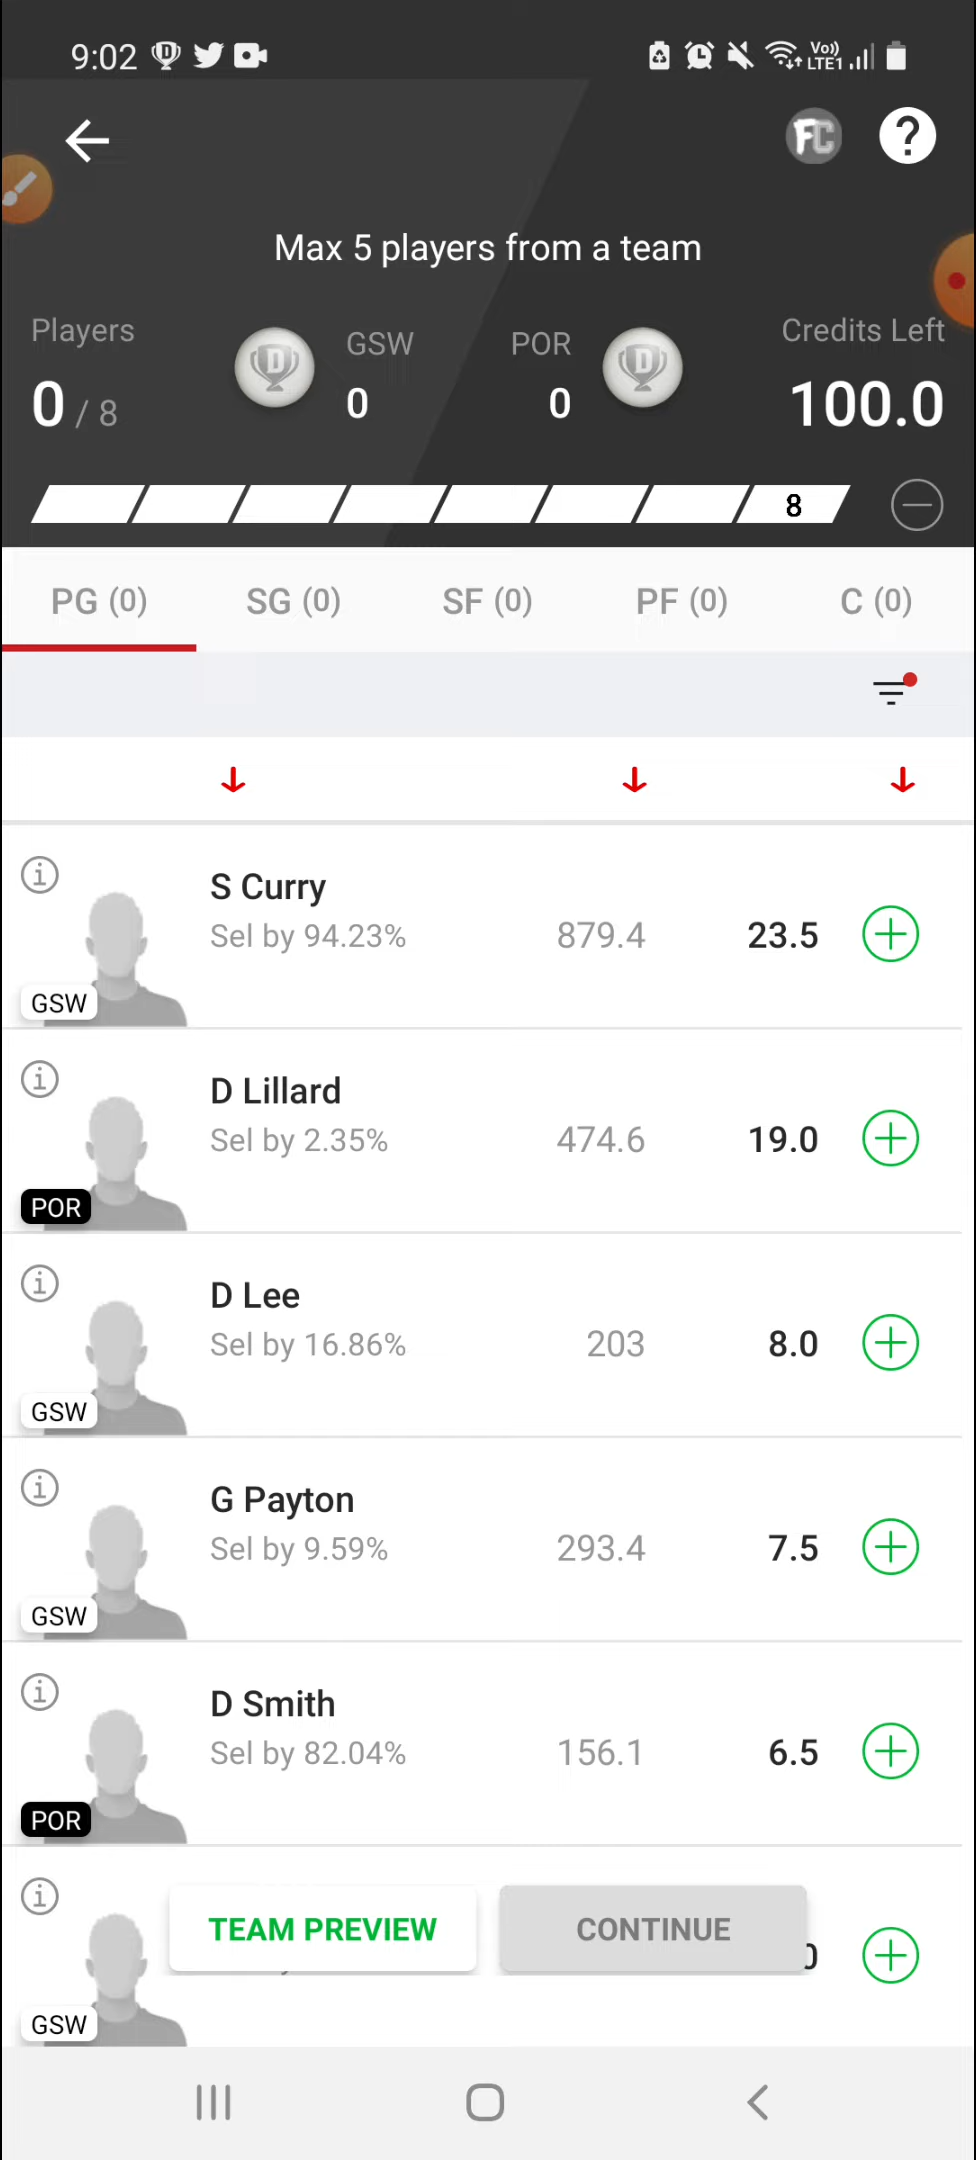 9:02
Vo))
LTE1
FC
?
Max 5 players from a team
Players
GSW
POR
Credits Left
0 / 8
0
0
100.0
8
PG (0)
SG (0)
SF (0)
PF (0)
C (0)
S Curry
Sel by 94.23%
879.4
23.5
GSW
D Lillard
Sel by 2.35%
474.6
19.0
POR
D Lee
Sel by 16.86%
203
8.0
GSW
G Payton
Sel by 9.59%
293.4
7.5
GSW
D Smith
Sel by 82.04%
156.1
6.5
POR
TEAM PREVIEW
CONTINUE
GSW